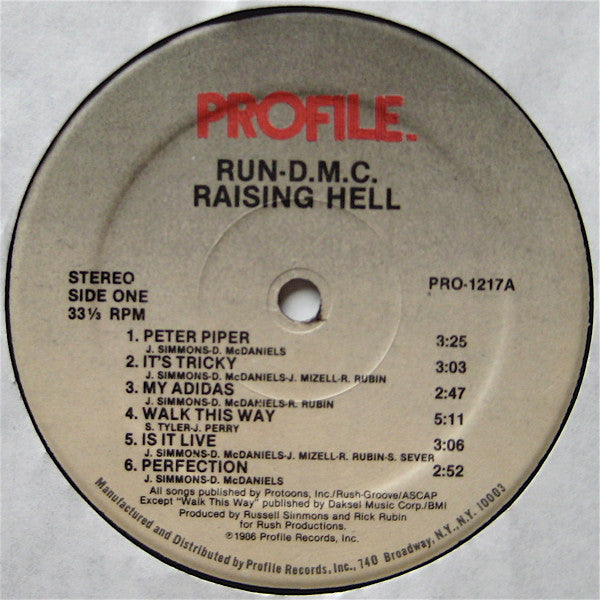 PROFILE.
RUN-D.M.C.
RAISING HELL
STEREO
SIDE ONE
33⅓ RPM
PRO-1217A
1. PETER PIPER 3:25
J. SIMMONS-D. McDANIELS
2. IT'S TRICKY 3:03
J. SIMMONS-D. McDANIELS-J. MIZELL-R. RUBIN
3. MY ADIDAS 2:47
J. SIMMONS-D. McDANIELS-R. RUBIN
4. WALK THIS WAY 5:11
S. TYLER-J. PERRY
5. IS IT LIVE 3:06
J. SIMMONS-D. McDANIELS-J. MIZELL-R. RUBIN-S. SEVER
6. PERFECTION 2:52
J. SIMMONS-D. McDANIELS
All songs published by Protoons, Inc./Rush-Groove/ASCAP
Except "Walk This Way" published by Daksel Music Corp./BMI
Produced by Russell Simmons and Rick Rubin
for Rush Productions.
℗1986 Profile Records, Inc.
Manufactured and Distributed by Profile Records, Inc., 740 Broadway, N.Y., N.Y. 10003